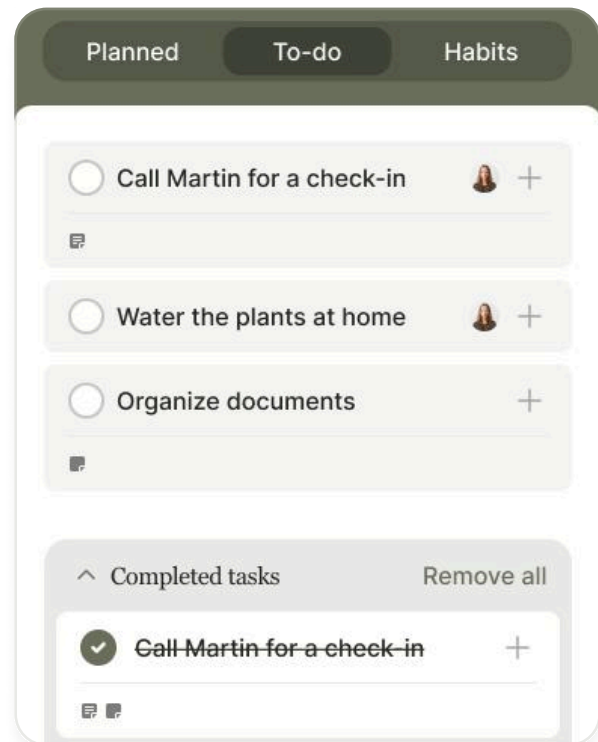 Planned To-do Habits
Call Martin for a check-in
Water the plants at home
Organize documents
Completed tasks Remove all
Call Martin for a check-in